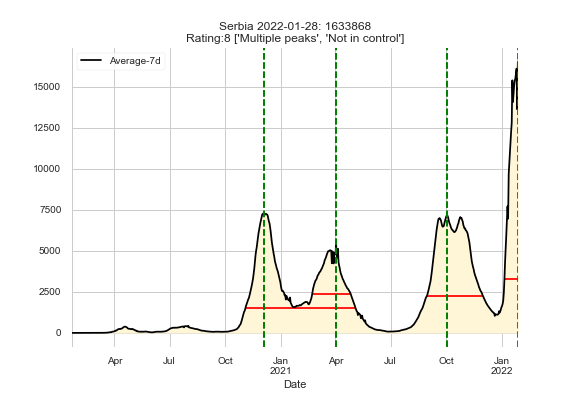 Serbia 2022-01-28: 1633868
Rating:8 ['Multiple peaks', 'Not in control']
Average-7d
15000
12500
10000
7500
5000
2500
0
Apr
Jul
Oct
Jan
2021
Apr
Jul
Oct
Jan
2022
Date